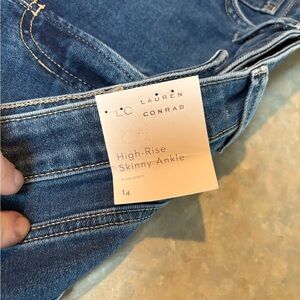 LC LAUREN
CONRAD
High-Rise
Skinny Ankle
14